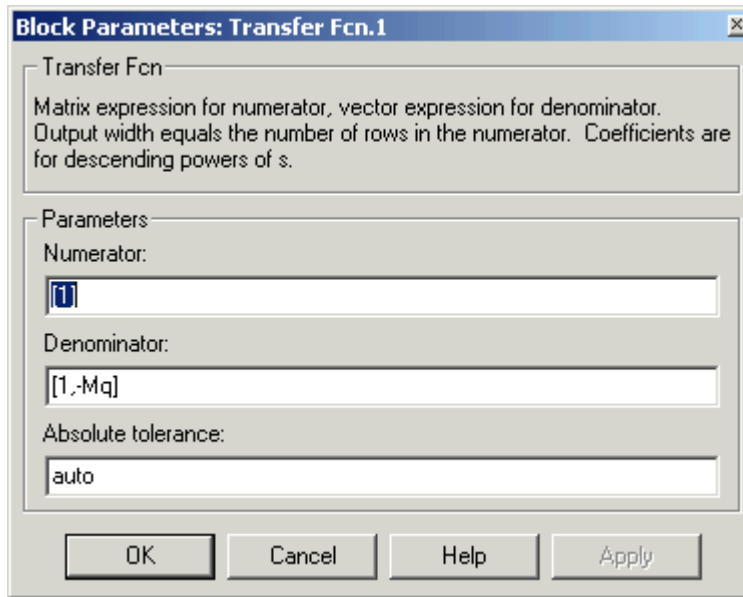 Block Parameters: Transfer Fcn.1
Transfer Fcn
Matrix expression for numerator, vector expression for denominator.
Output width equals the number of rows in the numerator.  Coefficients are
for descending powers of s.
Parameters
Numerator:
[1]
Denominator:
[1,-Mq]
Absolute tolerance:
auto
OK
Cancel
Help
Apply